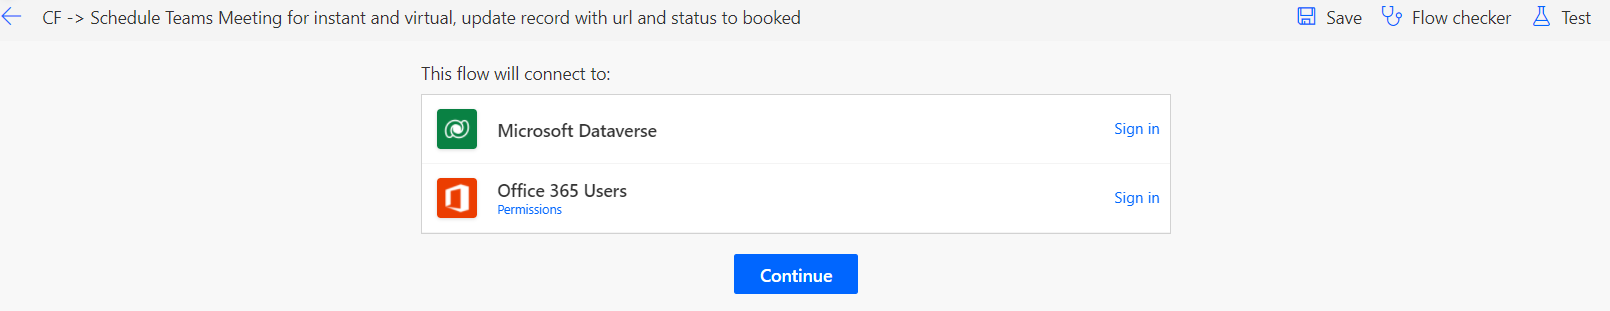 CF -> Schedule Teams Meeting for instant and virtual, update record with url and status to booked
Save Flow checker Test
This flow will connect to:
Microsoft Dataverse Sign in
Office 365 Users
Permissions
Sign in
Continue